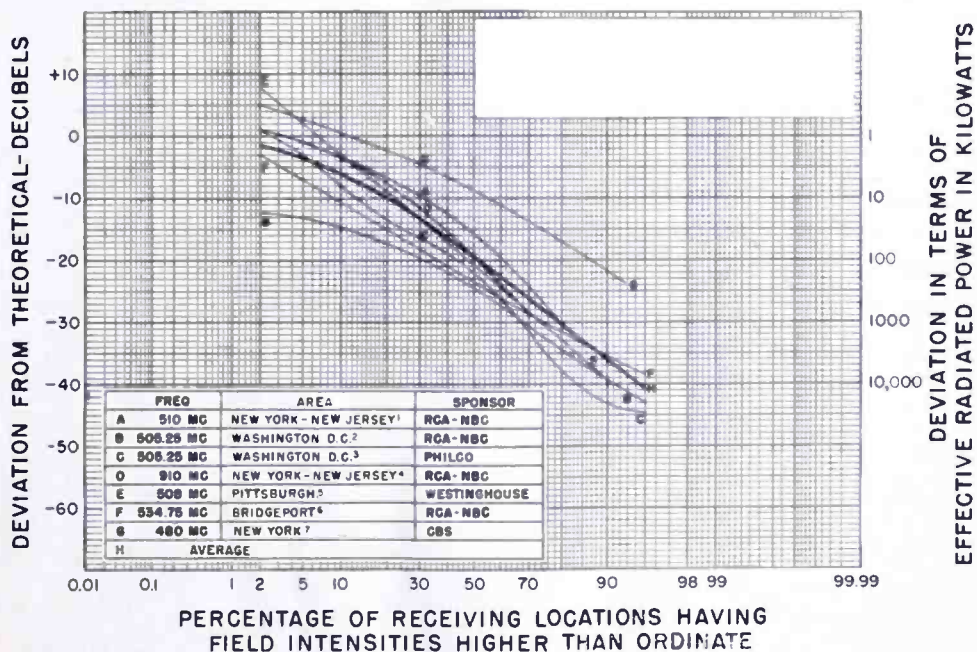 DEVIATION FROM THEORETICAL-DECIBELS
+10
0
-10
-20
-30
-40
-50
-60
1
10
100
1000
10,000
DEVIATION IN TERMS OF
EFFECTIVE RADIATED POWER IN KILOWATTS
FREQ AREA SPONSOR
A 510 MC NEW YORK-NEW JERSEY¹ RCA-NBC
B 505.25 MC WASHINGTON D.C.² RCA-NBC
C 505.25 MC WASHINGTON D.C.³ PHILCO
D 910 MC NEW YORK-NEW JERSEY⁴ RCA-NBC
E 508 MC PITTSBURGH⁵ WESTINGHOUSE
F 534.75 MC BRIDGEPORT⁶ RCA-NBC
G 480 MC NEW YORK⁷ CBS
H AVERAGE
0.01 0.1 1 2 5 10 30 50 70 90 98 99 99.99
PERCENTAGE OF RECEIVING LOCATIONS HAVING
FIELD INTENSITIES HIGHER THAN ORDINATE